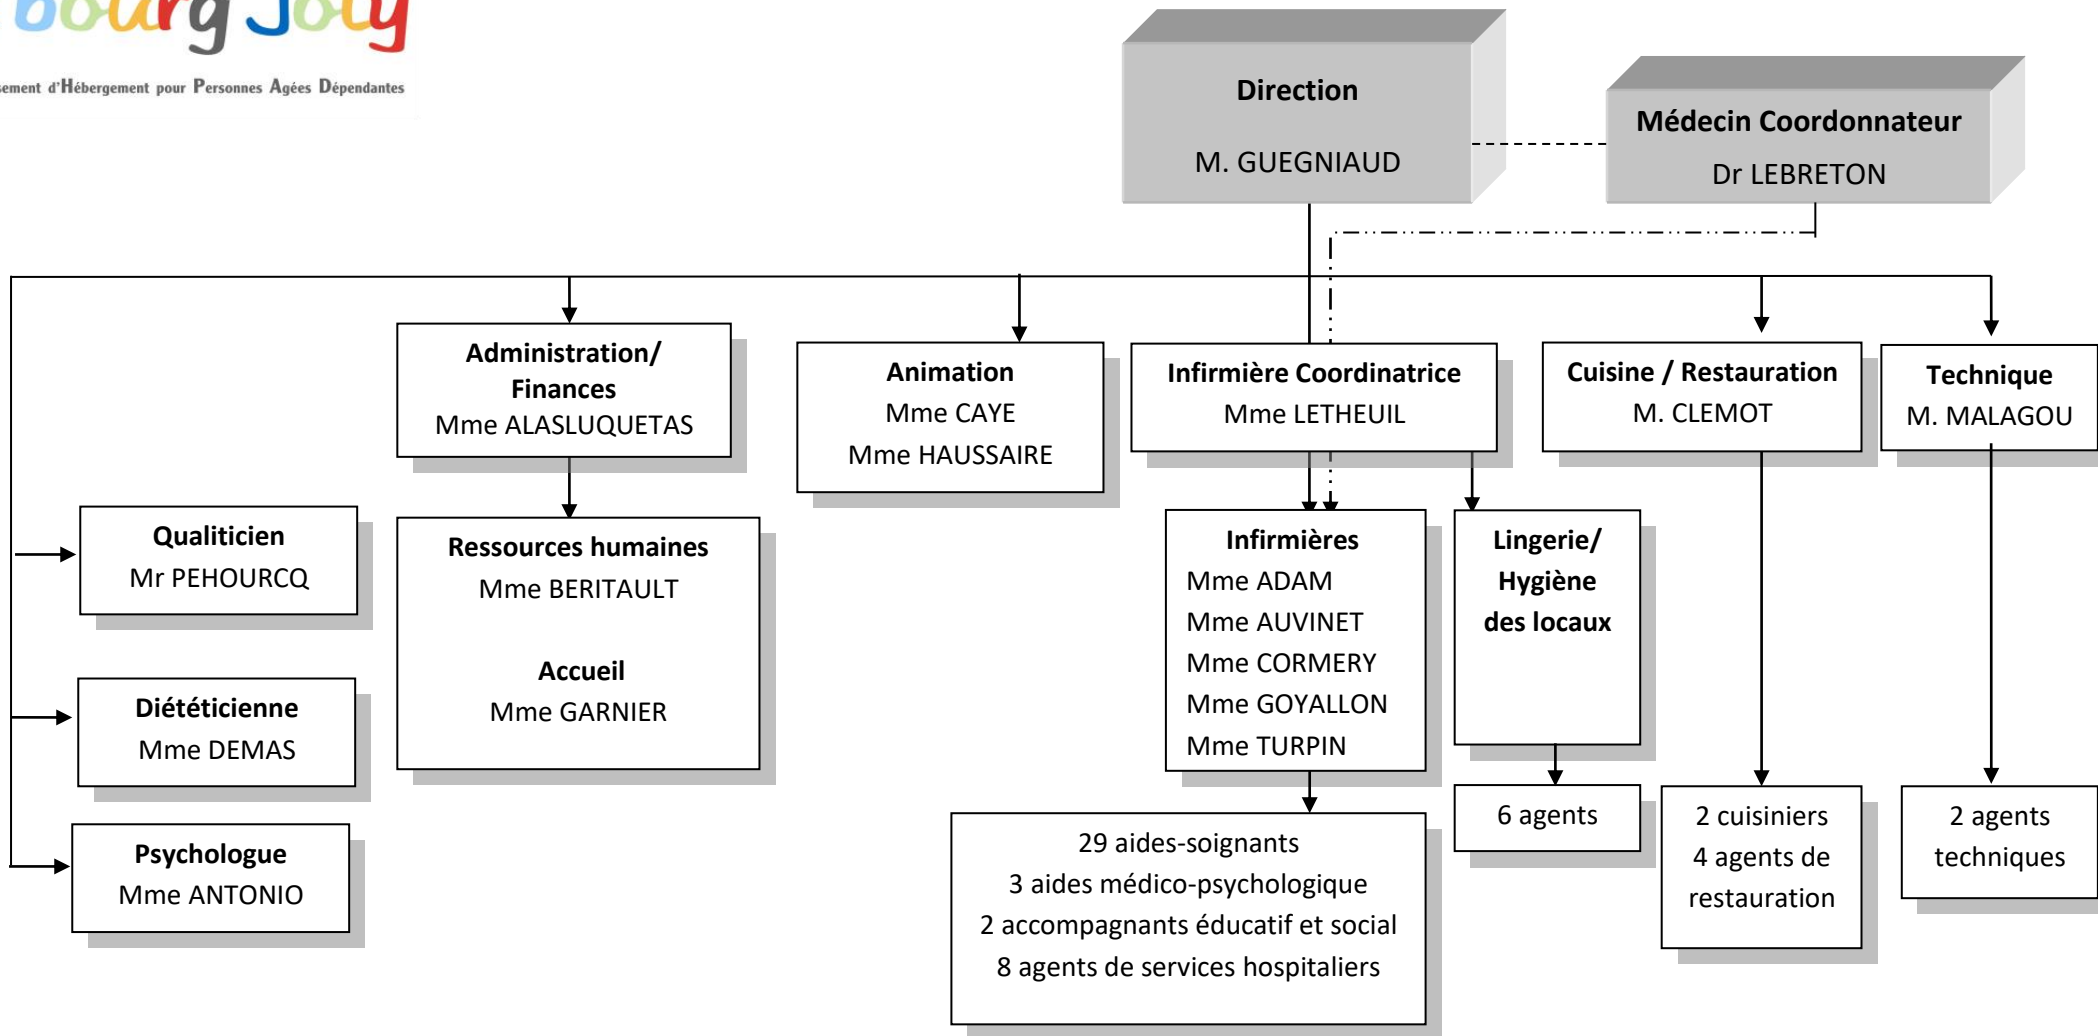 bourg Joly
d'Hébergement pour Personnes Agées Dépendantes
Direction
M. GUEGNIAUD
Médecin Coordonnateur
Dr LEBRETON
Administration/
Finances
Mme ALASLUQUETAS
Animation
Mme CAYE
Mme HAUSSAIRE
Infirmière Coordinatrice
Mme LETHEUIL
Cuisine / Restauration
M. CLEMOT
Technique
M. MALAGOU
Qualiticien
Mr PEHOURCQ
Ressources humaines
Mme BERITAULT
Accueil
Mme GARNIER
Infirmières
Mme ADAM
Mme AUVINET
Mme CORMERY
Mme GOYALLON
Mme TURPIN
Lingerie/
Hygiène
des locaux
Diététicienne
Mme DEMAS
Psychologue
Mme ANTONIO
29 aides-soignants
3 aides médico-psychologique
2 accompagnants éducatif et social
8 agents de services hospitaliers
6 agents
2 cuisiniers
4 agents de
restauration
2 agents
techniques